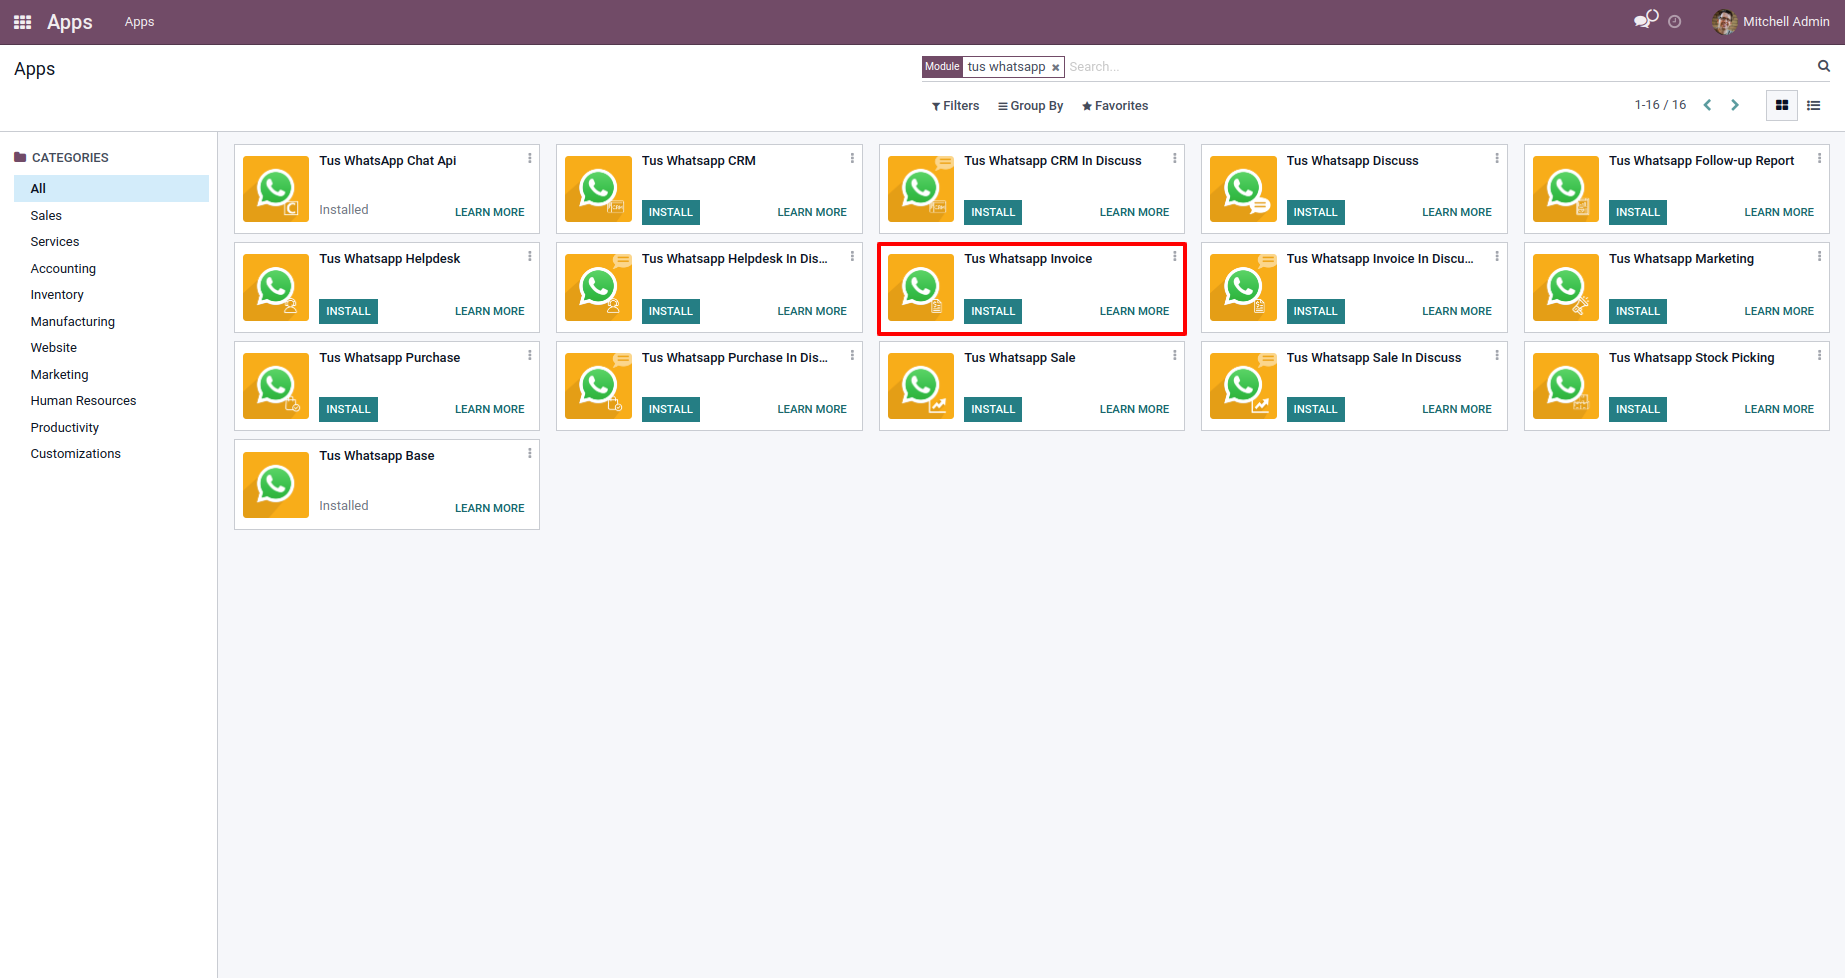 Apps Apps Mitchell Admin
Apps
Module tus whatsapp × Search...
Filters Group By Favorites 1-16 / 16
CATEGORIES
All
Sales
Services
Accounting
Inventory
Manufacturing
Website
Marketing
Human Resources
Productivity
Customizations
Tus WhatsApp Chat Api
Installed LEARN MORE
Tus Whatsapp CRM
INSTALL LEARN MORE
Tus Whatsapp CRM In Discuss
INSTALL LEARN MORE
Tus Whatsapp Discuss
INSTALL LEARN MORE
Tus Whatsapp Follow-up Report
INSTALL LEARN MORE
Tus Whatsapp Helpdesk
INSTALL LEARN MORE
Tus Whatsapp Helpdesk In Dis...
INSTALL LEARN MORE
Tus Whatsapp Invoice
INSTALL LEARN MORE
Tus Whatsapp Invoice In Discu...
INSTALL LEARN MORE
Tus Whatsapp Marketing
INSTALL LEARN MORE
Tus Whatsapp Purchase
INSTALL LEARN MORE
Tus Whatsapp Purchase In Dis...
INSTALL LEARN MORE
Tus Whatsapp Sale
INSTALL LEARN MORE
Tus Whatsapp Sale In Discuss
INSTALL LEARN MORE
Tus Whatsapp Stock Picking
INSTALL LEARN MORE
Tus Whatsapp Base
Installed LEARN MORE